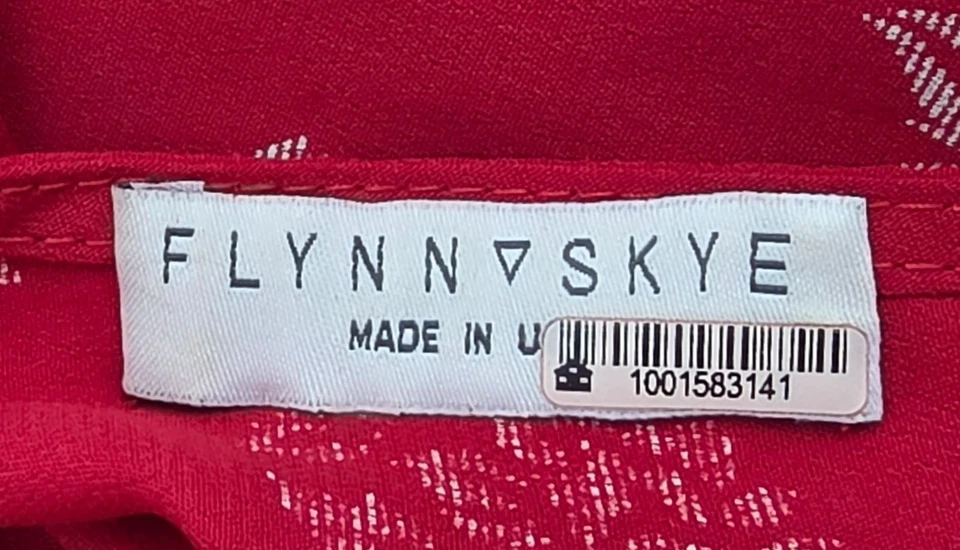 FLYNN SKYE
MADE IN U
1001583141